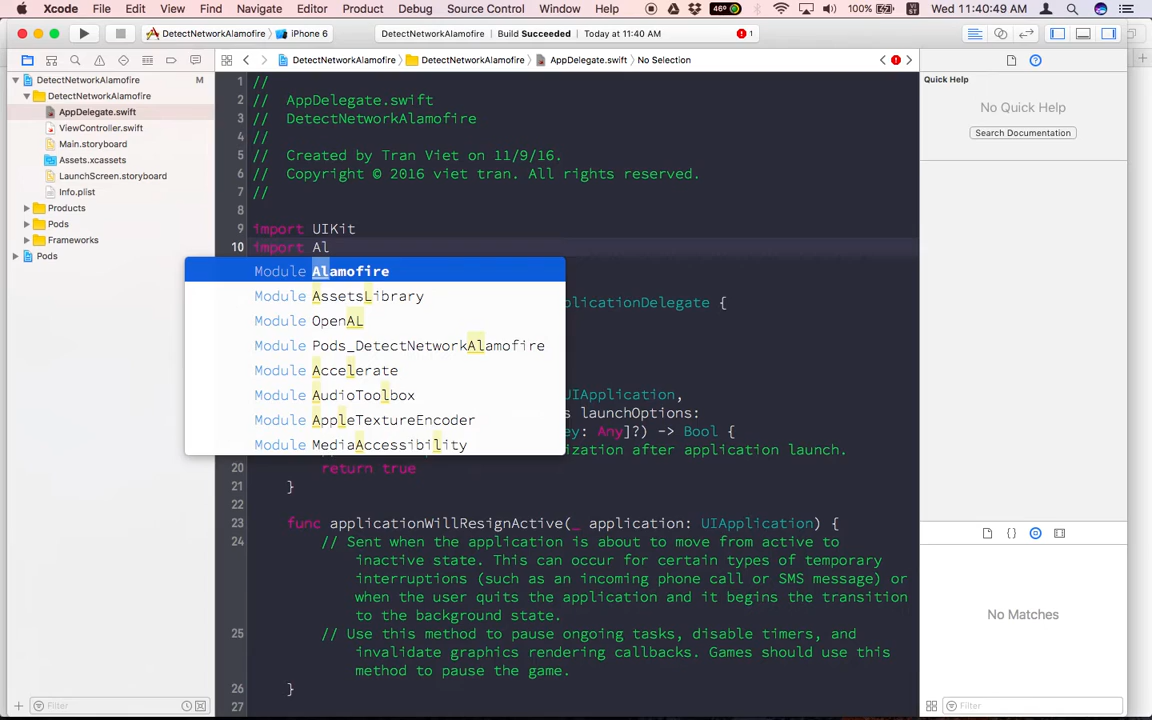 Xcode File Edit View Find Navigate Editor Product Debug Source Control Window Help 46° 100% VI ST Wed 11:40:49 AM
DetectNetworkAlamofire iPhone 6 DetectNetworkAlamofire Build Succeeded Today at 11:40 AM 1
DetectNetworkAlamofire DetectNetworkAlamofire AppDelegate.swift No Selection
DetectNetworkAlamofire M
DetectNetworkAlamofire
AppDelegate.swift
ViewController.swift
Main.storyboard
Assets.xcassets
LaunchScreen.storyboard
Info.plist
Products
Pods
Frameworks
Pods
Filter
1 //
2 // AppDelegate.swift
3 // DetectNetworkAlamofire
4 //
5 // Created by Tran Viet on 11/9/16.
6 // Copyright © 2016 viet tran. All rights reserved.
7 //
8
9 import UIKit
10 import Al
Module Alamofire
Module AssetsLibrary
Module OpenAL
Module Pods_DetectNetworkAlamofire
Module Accelerate
Module AudioToolbox
Module AppleTextureEncoder
Module MediaAccessibility
plicationDelegate {
UIApplication,
s launchOptions:
ey: Any]?) -> Bool {
ization after application launch.
20 return true
21 }
22
23 func applicationWillResignActive(_ application: UIApplication) {
24 // Sent when the application is about to move from active to
inactive state. This can occur for certain types of temporary
interruptions (such as an incoming phone call or SMS message) or
when the user quits the application and it begins the transition
to the background state.
25 // Use this method to pause ongoing tasks, disable timers, and
invalidate graphics rendering callbacks. Games should use this
method to pause the game.
26 }
27
Quick Help
No Quick Help
Search Documentation
{ }
No Matches
Filter